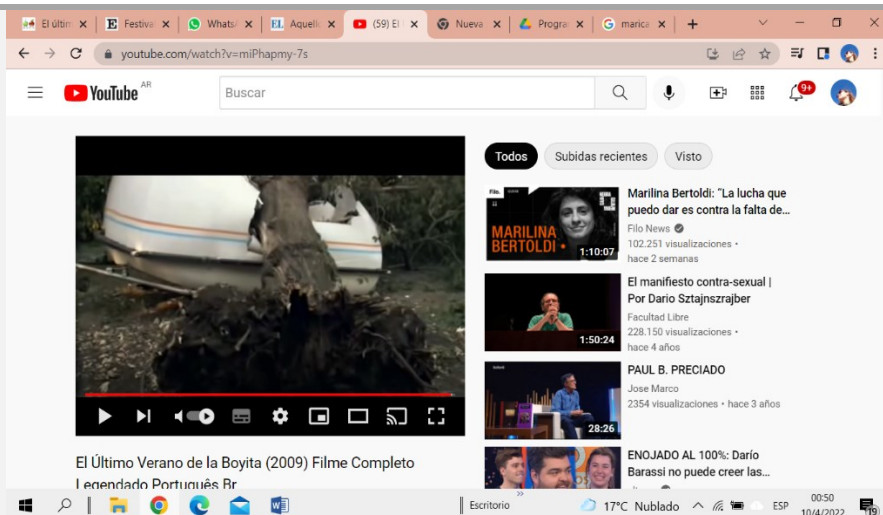 El últim
Festiva
WhatsA
EL Aquell
(59) El
Nueva
Progra
marica
youtube.com/watch?v=miPhapmy-7s
YouTube AR
Buscar
9+
Todos
Subidas recientes
Visto
Filo.
MARILINA
BERTOLDI
1:10:07
Marilina Bertoldi: "La lucha que
puedo dar es contra la falta de...
Filo News
102.251 visualizaciones •
hace 2 semanas
1:50:24
El manifiesto contra-sexual |
Por Dario Sztajnszrajber
Facultad Libre
228.150 visualizaciones •
hace 4 años
28:26
PAUL B. PRECIADO
Jose Marco
2354 visualizaciones • hace 3 años
ENOJADO AL 100%: Darío
Barassi no puede creer las...
El Último Verano de la Boyita (2009) Filme Completo
Legendado Português Br
Escritorio
17°C Nublado
ESP
00:50
10/4/2022
19